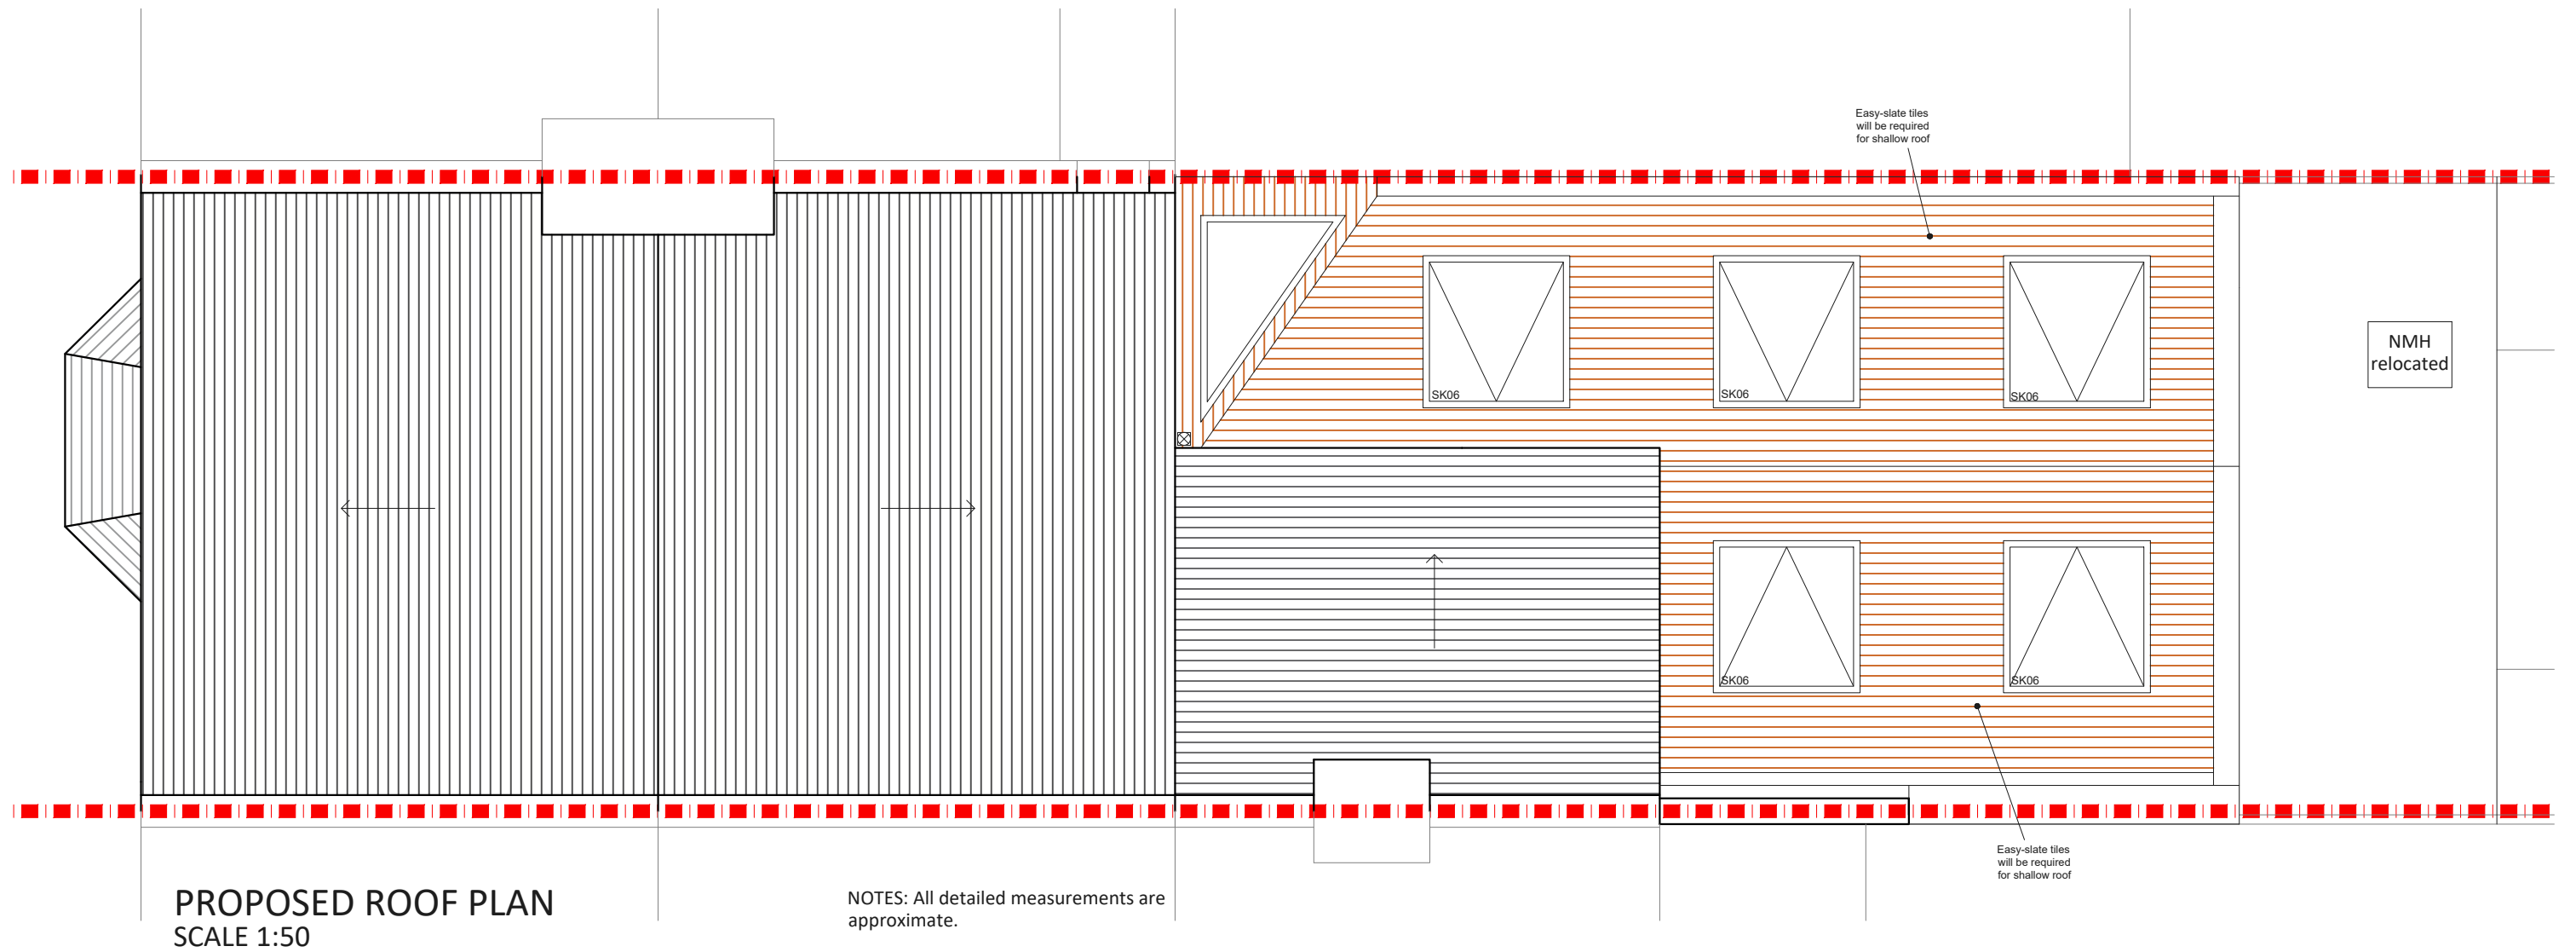 Easy-slate tiles
will be required
for shallow roof
NMH
relocated
SK06
SK06
SK06
SK06
SK06
Easy-slate tiles
will be required
for shallow roof
PROPOSED ROOF PLAN
SCALE 1:50
NOTES: All detailed measurements are
approximate.